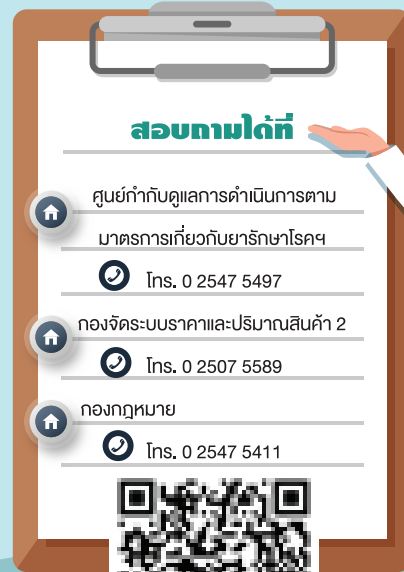 สอบถามได้ที่
ศูนย์กำกับดูแลการดำเนินการตาม
มาตรการเกี่ยวกับยารักษาโรคฯ
โทร. 0 2547 5497
กองจัดระบบราคาและปริมาณสินค้า 2
โทร. 0 2507 5589
กองกฎหมาย
โทร. 0 2547 5411